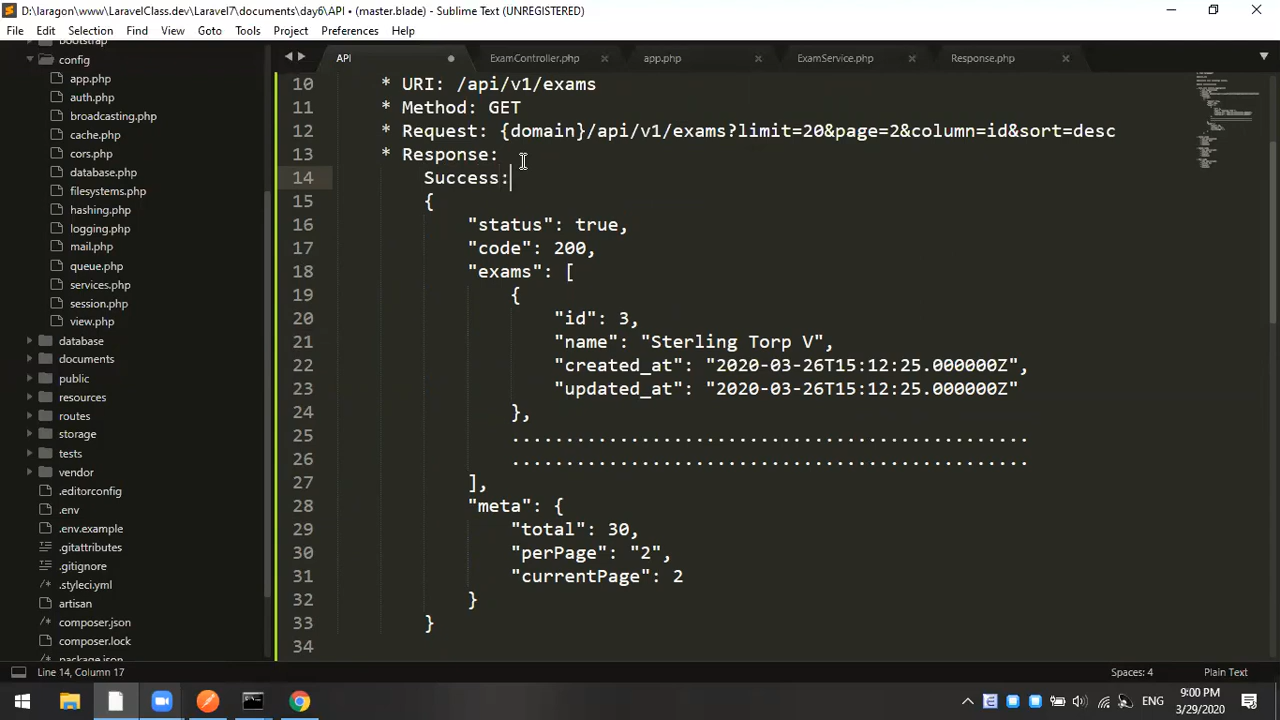 D:\laragon\www\LaravelClass.dev\Laravel7\documents\day6\API • (master.blade) - Sublime Text (UNREGISTERED)
File Edit Selection Find View Goto Tools Project Preferences Help
bootstrap
config
app.php
auth.php
broadcasting.php
cache.php
cors.php
database.php
filesystems.php
hashing.php
logging.php
mail.php
queue.php
services.php
session.php
view.php
database
documents
public
resources
routes
storage
tests
vendor
.editorconfig
.env
.env.example
.gitattributes
.gitignore
.styleci.yml
artisan
composer.json
composer.lock
package.json
API ExamController.php app.php ExamService.php Response.php
10 * URI: /api/v1/exams
11 * Method: GET
12 * Request: {domain}/api/v1/exams?limit=20&page=2&column=id&sort=desc
13 * Response:
14 Success:
15 {
16 "status": true,
17 "code": 200,
18 "exams": [
19 {
20 "id": 3,
21 "name": "Sterling Torp V",
22 "created_at": "2020-03-26T15:12:25.000000Z",
23 "updated_at": "2020-03-26T15:12:25.000000Z"
24 },
25 ................................................
26 ................................................
27 ],
28 "meta": {
29 "total": 30,
30 "perPage": "2",
31 "currentPage": 2
32 }
33 }
34
Line 14, Column 17 Spaces: 4 Plain Text
ENG 9:00 PM
3/29/2020